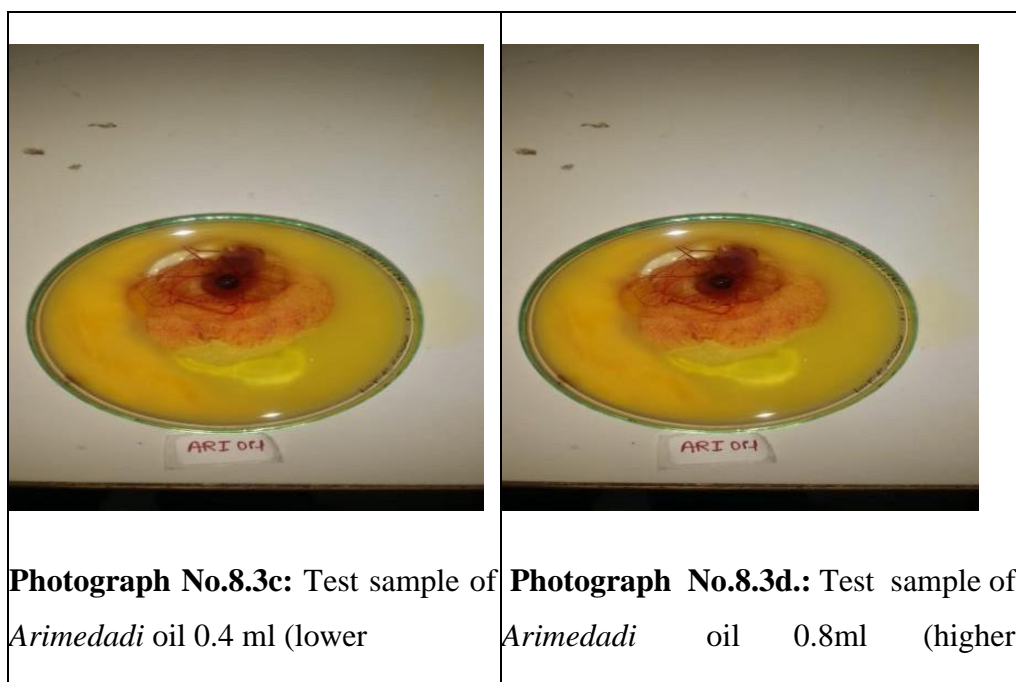 ARI 0.4
ARI 0.4
Photograph No.8.3c: Test sample of
Arimedadi oil 0.4 ml (lower
Photograph No.8.3d.: Test sample of
Arimedadi oil 0.8ml (higher